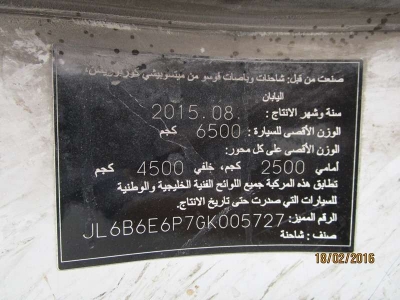 صنعت من قبل: شاحنات وباصات فوسو من ميتسوبيشي
اليابان
سنة وشهر الانتاج : 2015.08.
الوزن الأقصى للسيارة : 6500 كجم
الوزن الأقصى على كل محور:
أمامي 2500 كجم، خلفي 4500 كجم
تطابق هذه المركبة جميع اللوائح الفنية الخليجية والوطنية
للسيارات التي صدرت حتى تاريخ الانتاج.
الرقم المميز: JL6B6E6P7GK005727
صنف : شاحنة
18/02/2016